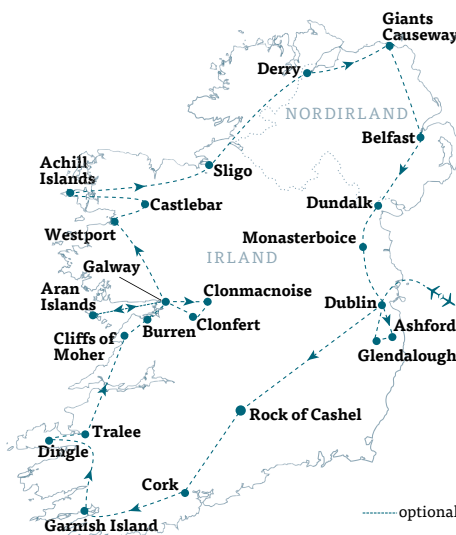 Giants
Causeway
Derry
NORDIRLAND
Belfast
Achill
Islands
Sligo
Castlebar
Dundalk
Westport
Monasterboice
IRLAND
Galway
Clonmacnoise
Aran
Islands
Dublin
Clonfert
Burren
Ashford
Cliffs of
Moher
Glendalough
Rock of Cashel
Tralee
Dingle
Cork
Garnish Island
optional